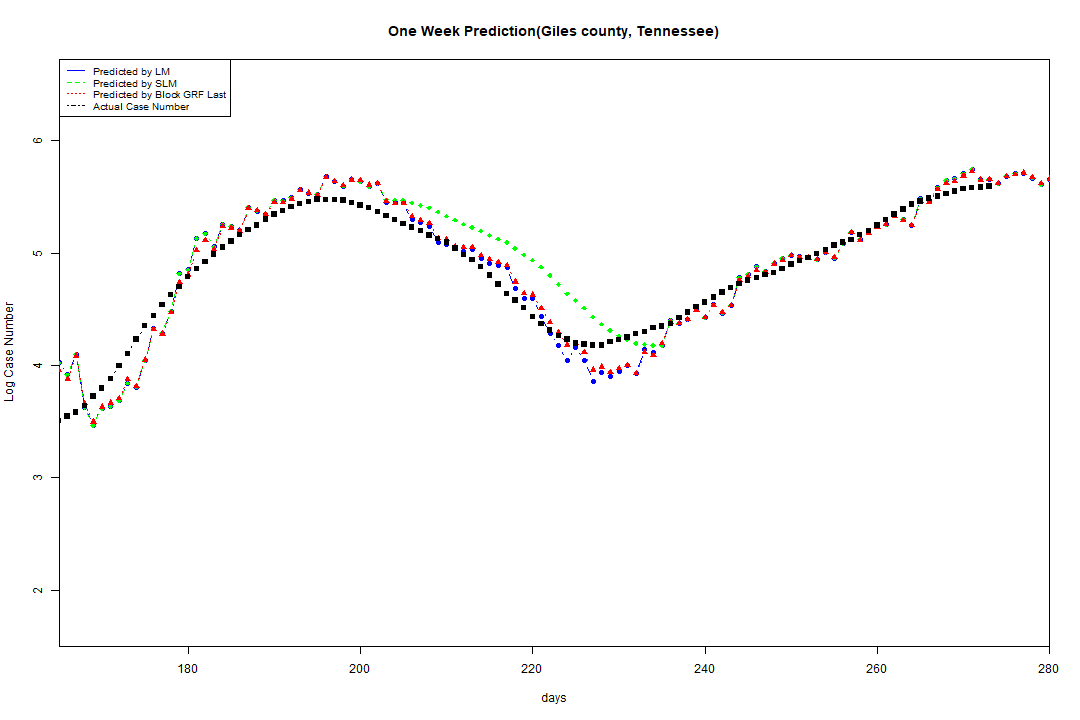 One Week Prediction(Giles county, Tennessee)
Predicted by LM
Predicted by SLM
Predicted by Block GRF Last
Actual Case Number
6
5
4
3
2
Log Case Number
180 200 220 240 260 280
days